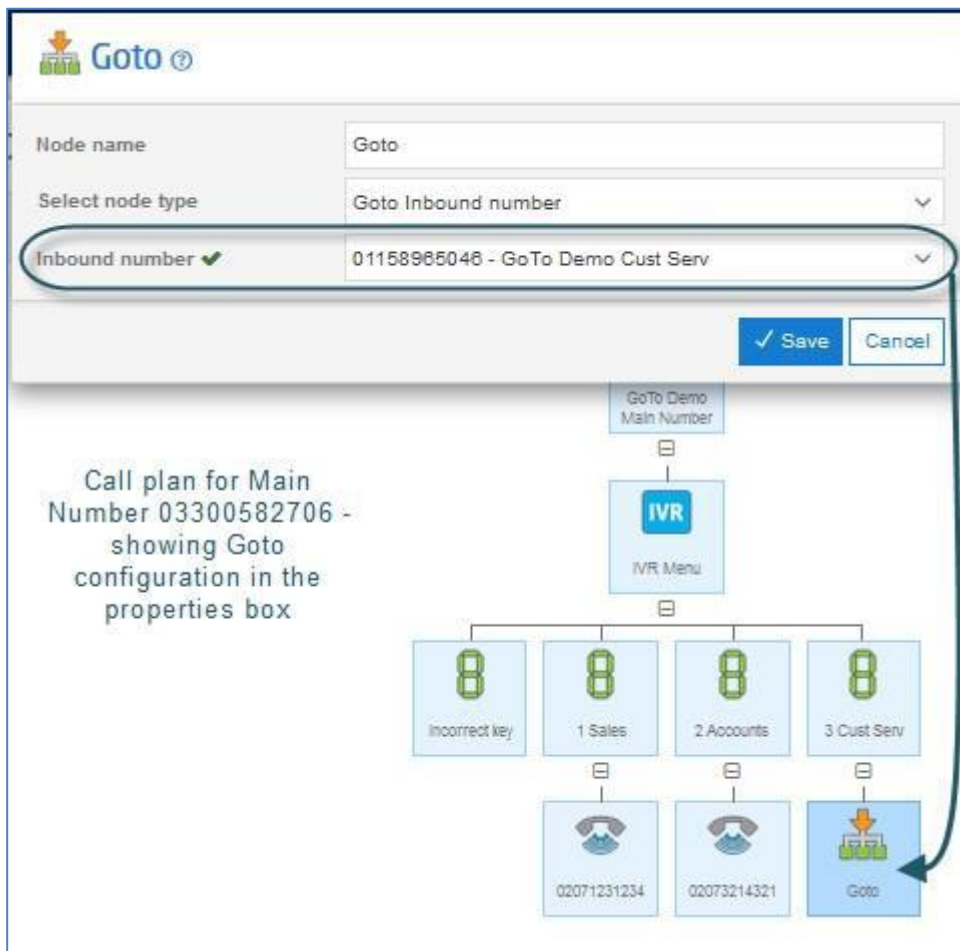 Goto ?
Node name
Goto
Select node type
Goto Inbound number
Inbound number
01158965046 - GoTo Demo Cust Serv
Save
Cancel
GoTo Demo
Main Number
Call plan for Main
Number 03300582706 -
showing Goto
configuration in the
properties box
IVR
IVR Menu
Incorrect key
1 Sales
2 Accounts
3 Cust Serv
02071231234
02073214321
Goto